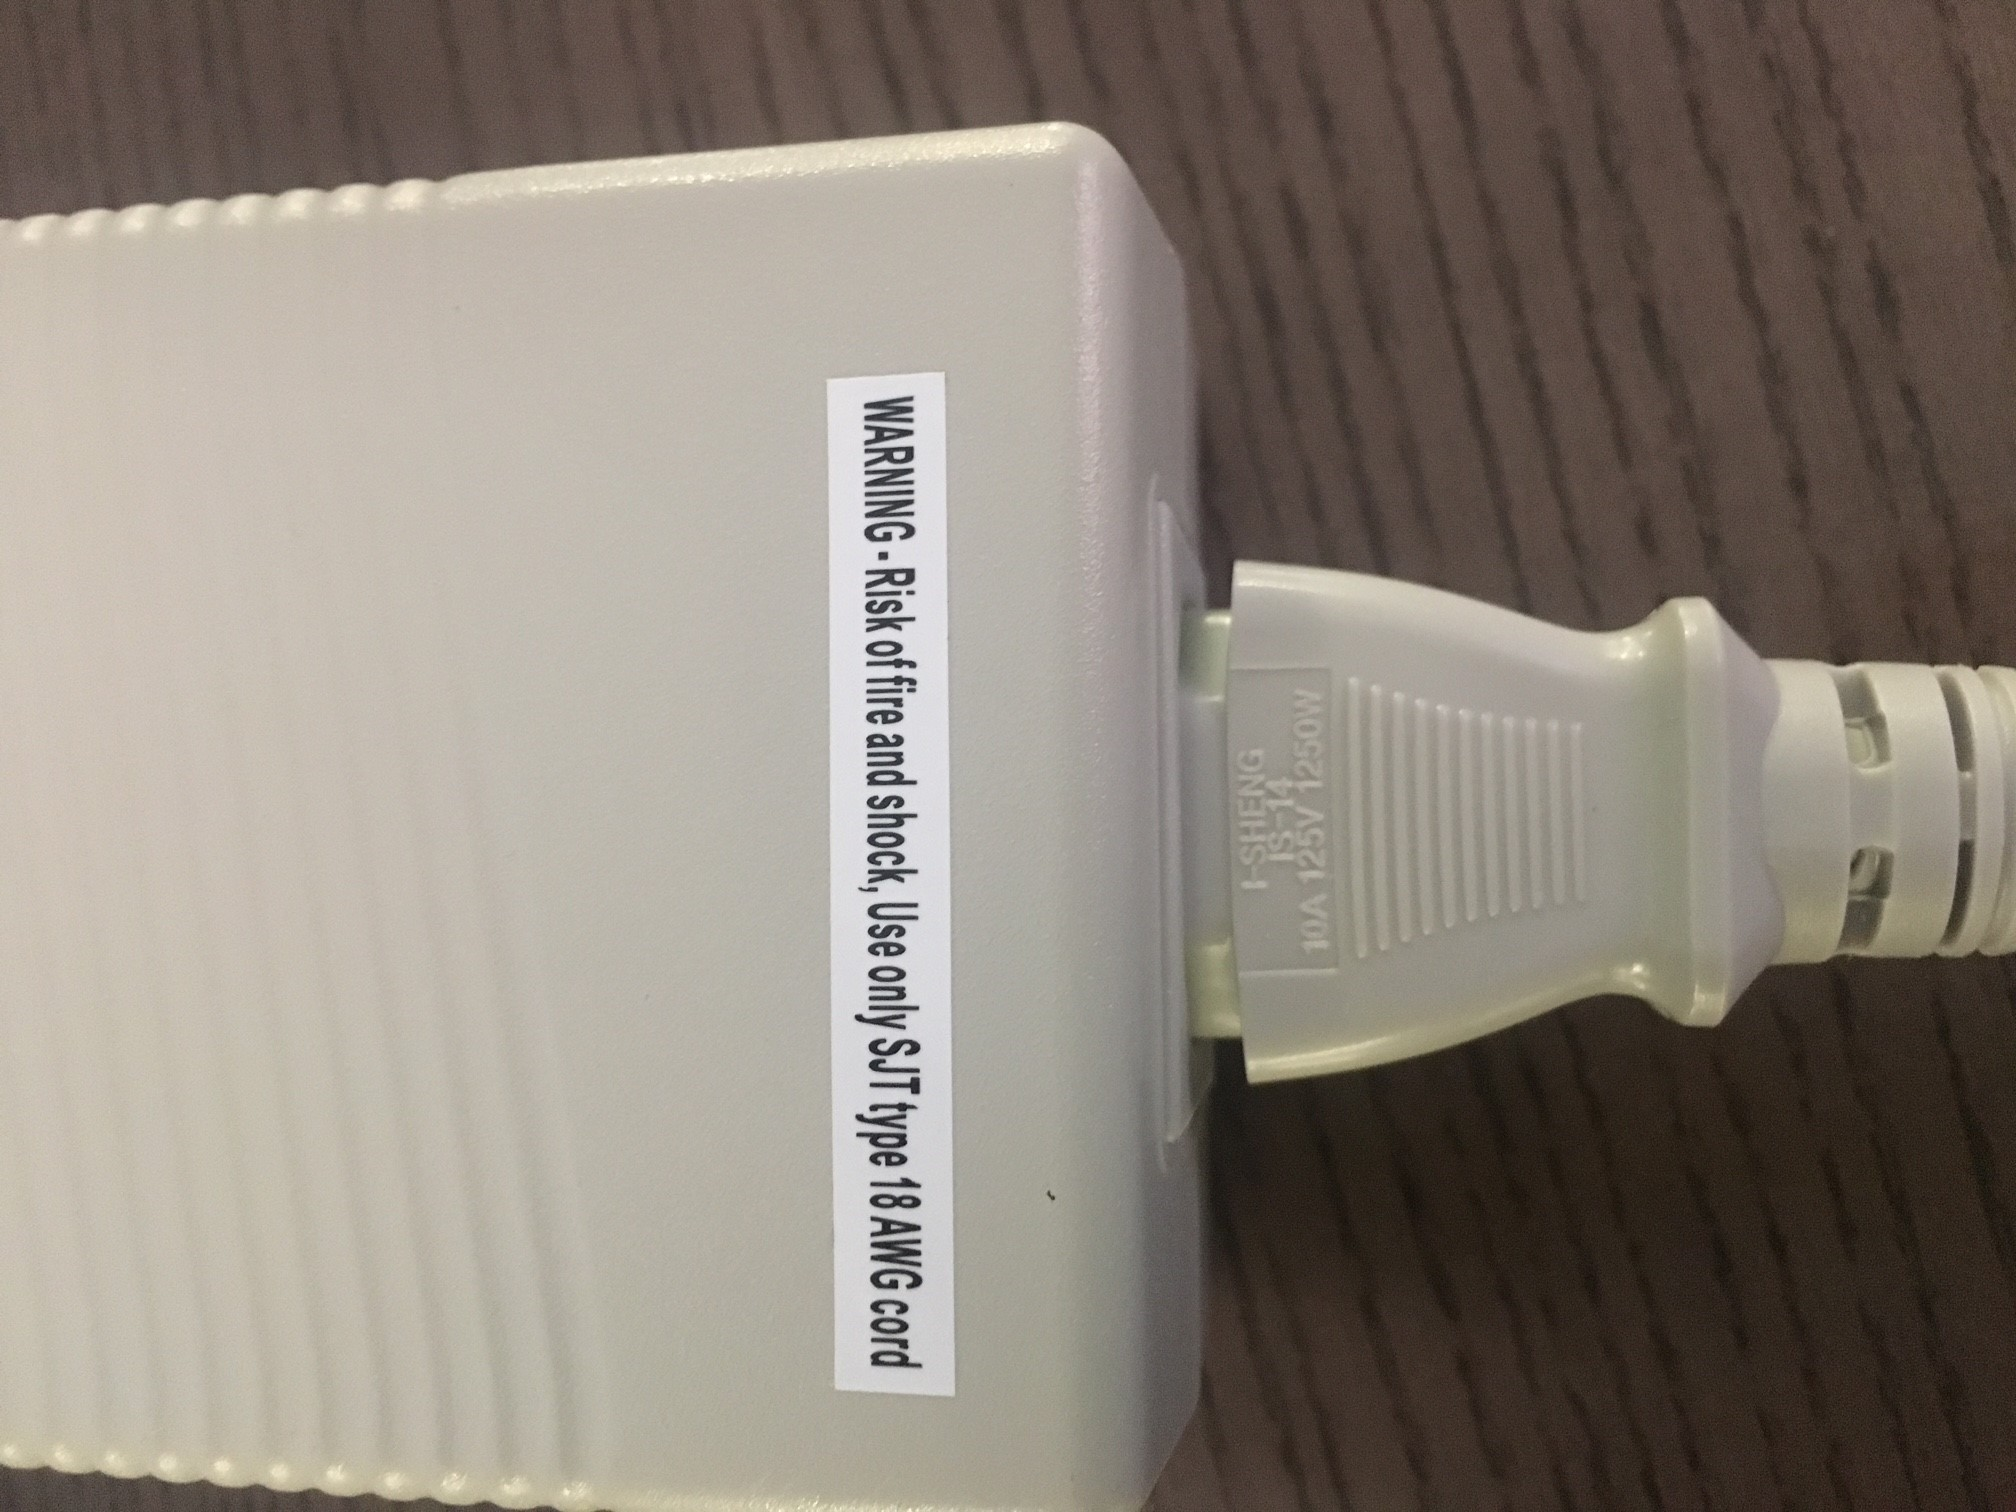 WARNING - Risk of fire and shock, Use only SJT type 18 AWG cord
I-SHENG
IS-14
10A 125V 1250W